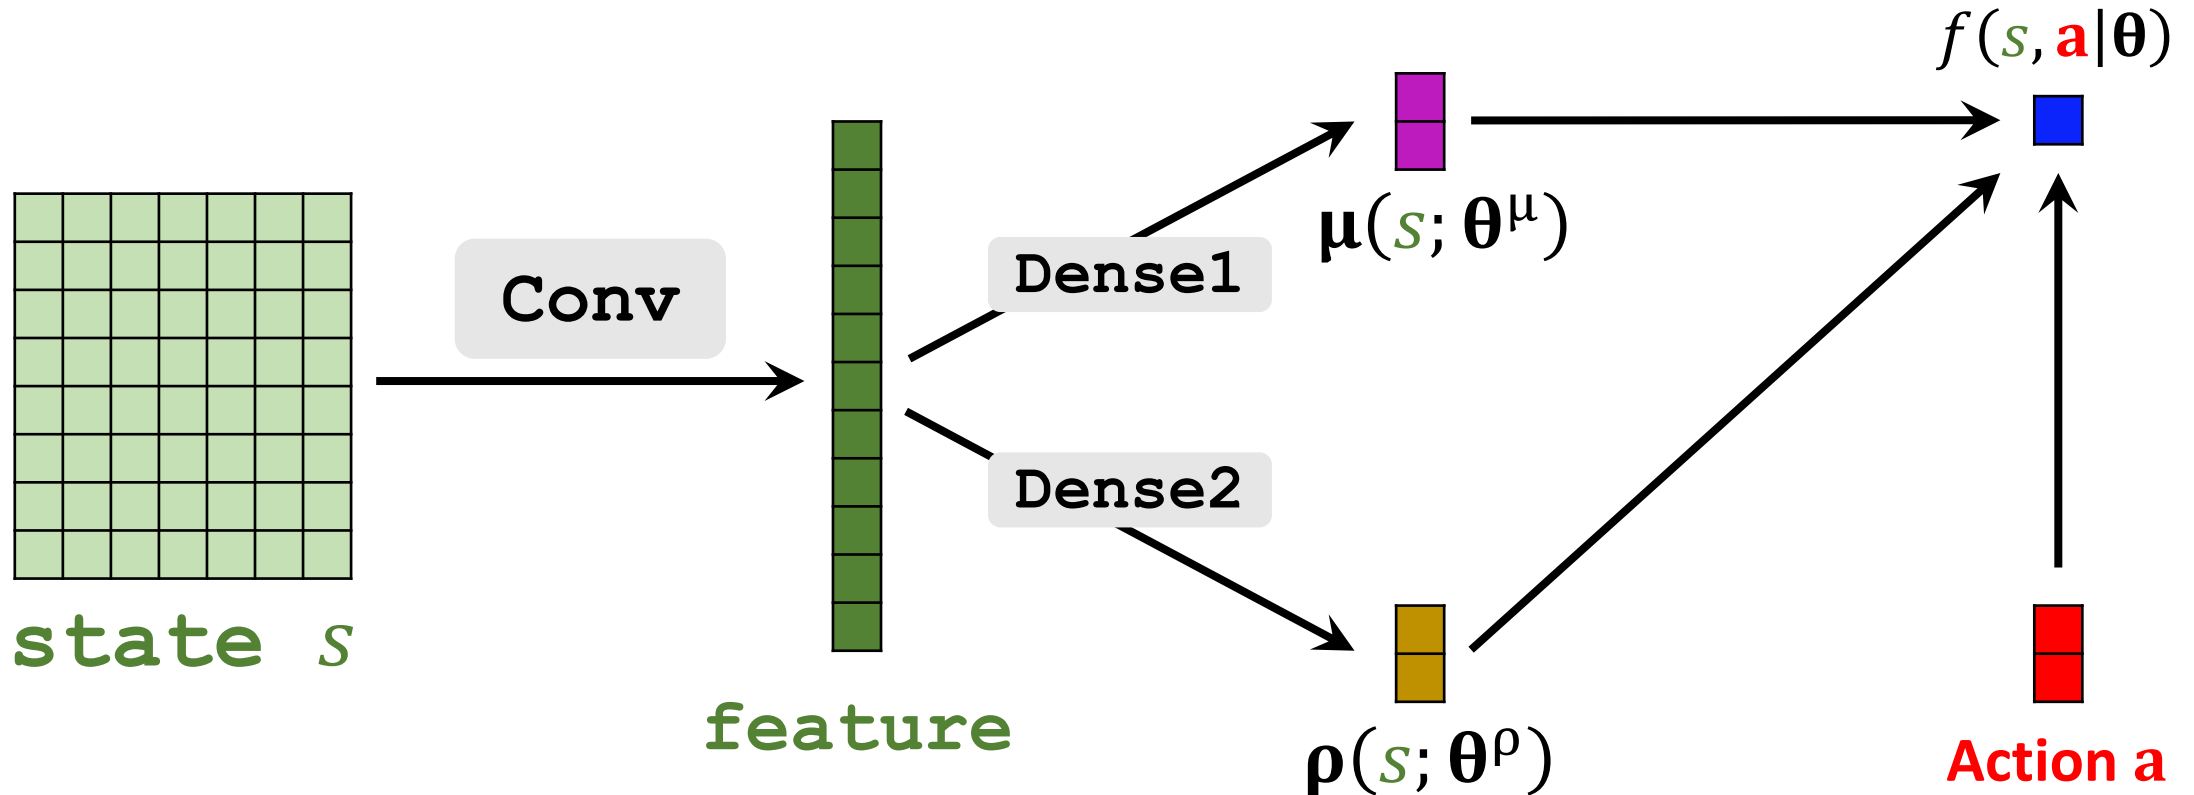 f(s, a|θ)
Conv
Dense1
μ(s; θ^μ)
Dense2
state s
feature
ρ(s; θ^ρ)
Action a